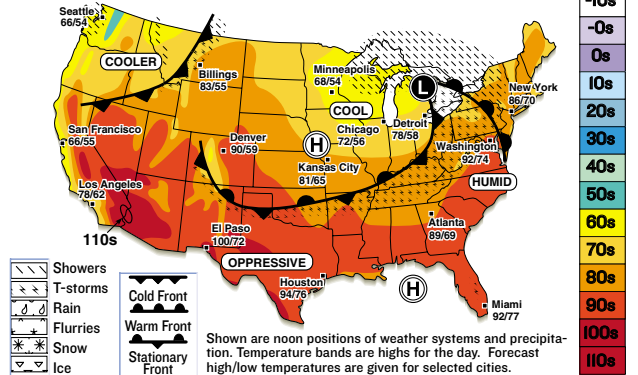 Seattle
66/54
COOLER
Billings
83/55
Minneapolis
68/54
COOL
L
New York
86/70
San Francisco
66/55
Denver
90/59
H
Chicago
72/56
Detroit
78/58
Washington
92/74
Kansas City
81/65
HUMID
Los Angeles
78/62
110s
El Paso
100/72
OPPRESSIVE
Atlanta
89/69
Houston
94/76
H
Miami
92/77
Showers
T-storms
Rain
Flurries
Snow
Ice
Cold Front
Warm Front
Stationary
Front
Shown are noon positions of weather systems and precipita-
tion. Temperature bands are highs for the day. Forecast
high/low temperatures are given for selected cities.
-10s
-0s
0s
10s
20s
30s
40s
50s
60s
70s
80s
90s
100s
110s